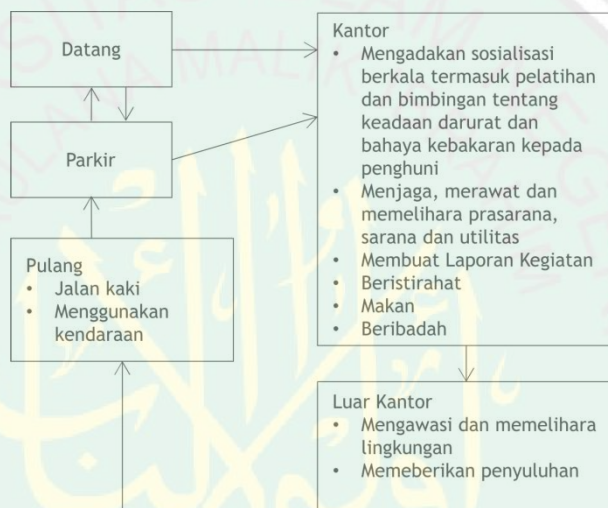 Datang
Parkir
Pulang
• Jalan kaki
• Menggunakan
kendaraan
Kantor
• Mengadakan sosialisasi
berkala termasuk pelatihan
dan bimbingan tentang
keadaan darurat dan
bahaya kebakaran kepada
penghuni
• Menjaga, merawat dan
memelihara prasarana,
sarana dan utilitas
• Membuat Laporan Kegiatan
• Beristirahat
• Makan
• Beribadah
Luar Kantor
• Mengawasi dan memelihara
lingkungan
• Memeberikan penyuluhan